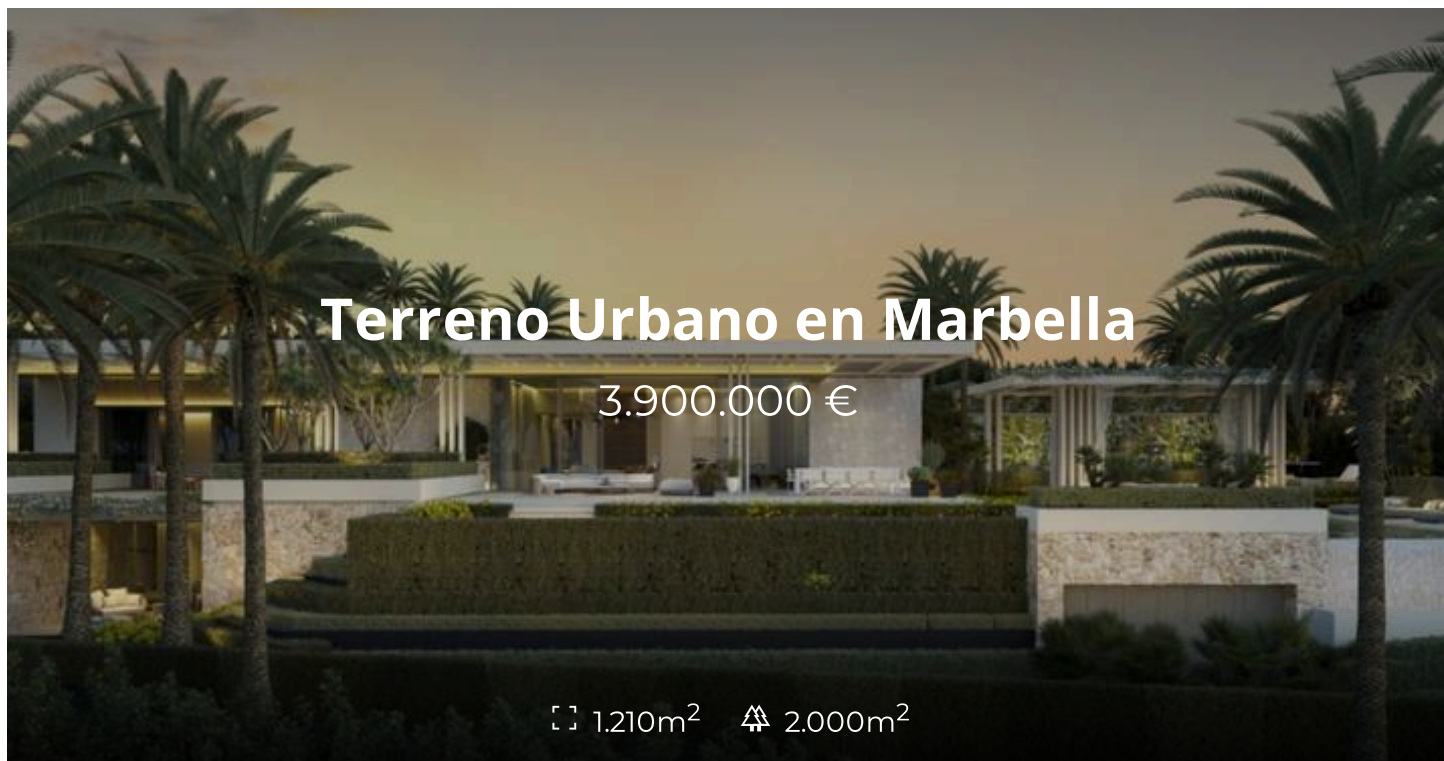 Terreno Urbano en Marbella
3.900.000 €
1.210m² 2.000m²